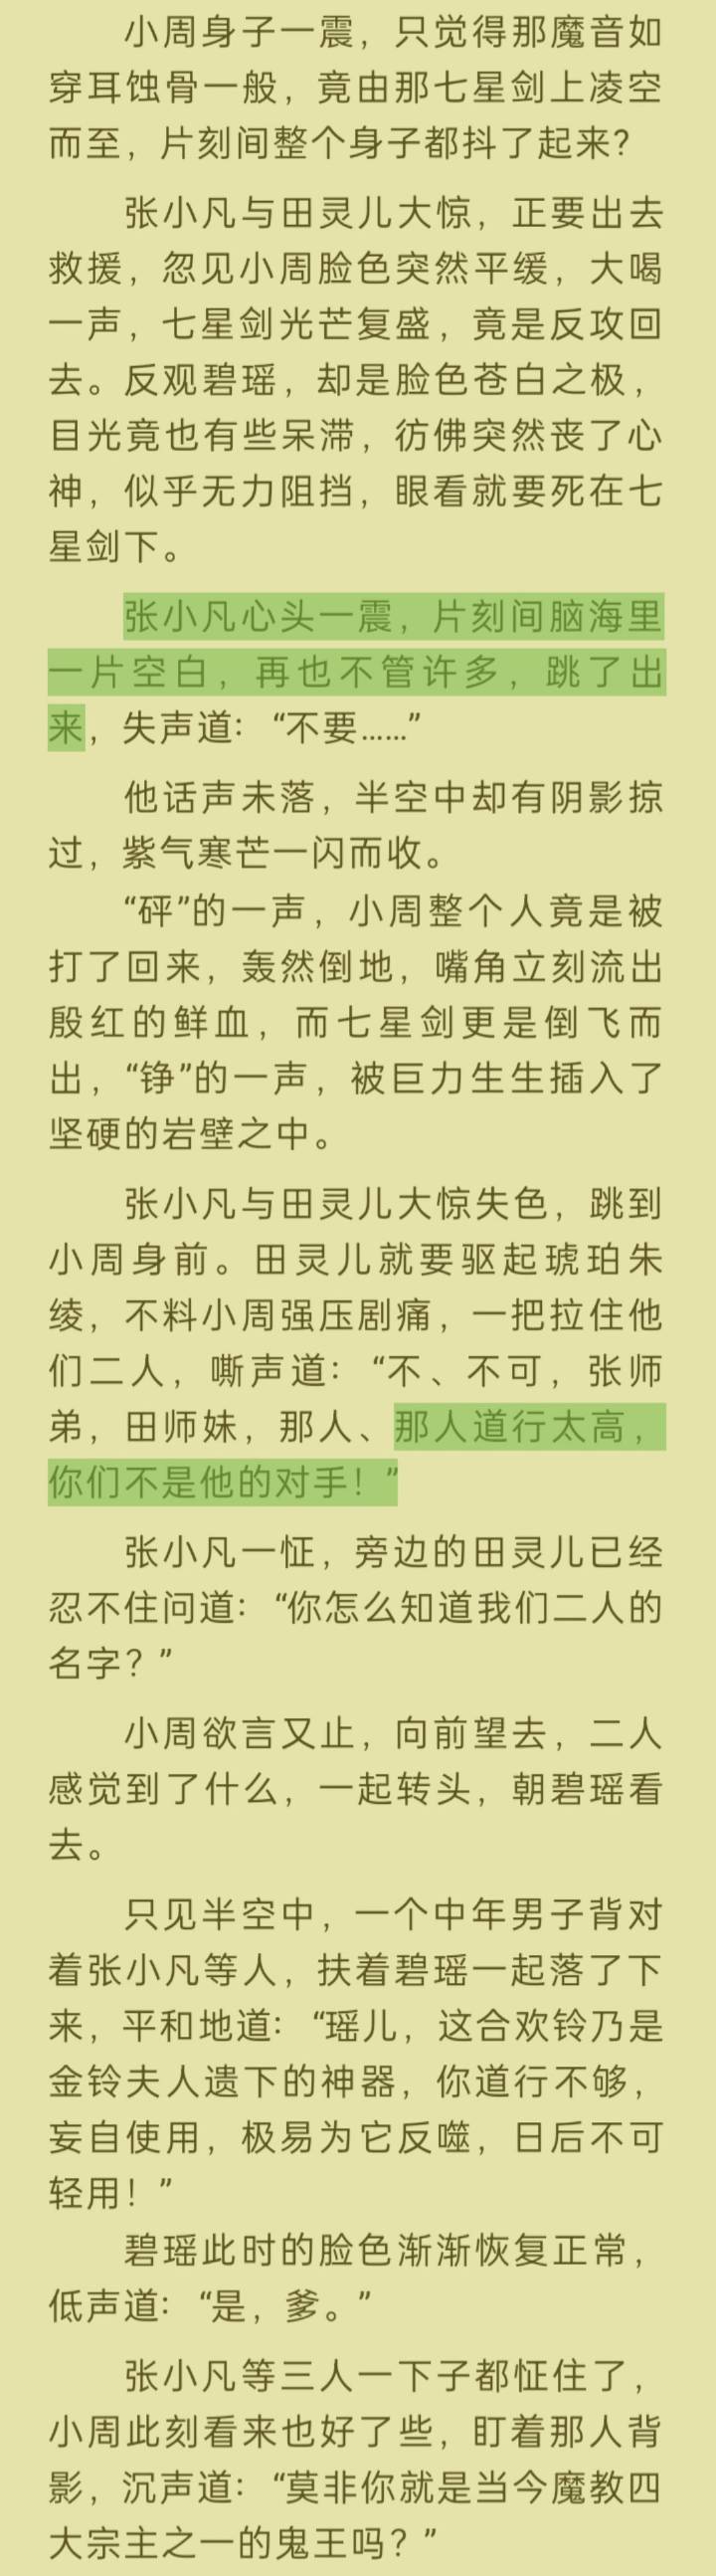 小周身子一震，只觉得那魔音如
穿耳蚀骨一般，竟由那七星剑上凌空
而至，片刻间整个身子都抖了起来？
张小凡与田灵儿大惊，正要出去
救援，忽见小周脸色突然平缓，大喝
一声，七星剑光芒复盛，竟是反攻回
去。反观碧瑶，却是脸色苍白之极，
目光竟也有些呆滞，彷佛突然丧了心
神，似乎无力阻挡，眼看就要死在七
星剑下。
张小凡心头一震，片刻间脑海里
一片空白，再也不管许多，跳了出
来，失声道：“不要……”
他话声未落，半空中却有阴影掠
过，紫气寒芒一闪而收。
“砰”的一声，小周整个人竟是被
打了回来，轰然倒地，嘴角立刻流出
殷红的鲜血，而七星剑更是倒飞而
出，“铮”的一声，被巨力生生插入了
坚硬的岩壁之中。
张小凡与田灵儿大惊失色，跳到
小周身前。田灵儿就要驱起琥珀朱
绫，不料小周强压剧痛，一把拉住他
们二人，嘶声道：“不、不可，张师
弟，田师妹，那人、那人道行太高，
你们不是他的对手！”
张小凡一怔，旁边的田灵儿已经
忍不住问道：“你怎么知道我们二人的
名字？”
小周欲言又止，向前望去，二人
感觉到了什么，一起转头，朝碧瑶看
去。
只见半空中，一个中年男子背对
着张小凡等人，扶着碧瑶一起落了下
来，平和地道：“瑶儿，这合欢铃乃是
金铃夫人遗下的神器，你道行不够，
妄自使用，极易为它反噬，日后不可
轻用！”
碧瑶此时的脸色渐渐恢复正常，
低声道：“是，爹。”
张小凡等三人一下子都怔住了，
小周此刻看来也好了些，盯着那人背
影，沉声道：“莫非你就是当今魔教四
大宗主之一的鬼王吗？”